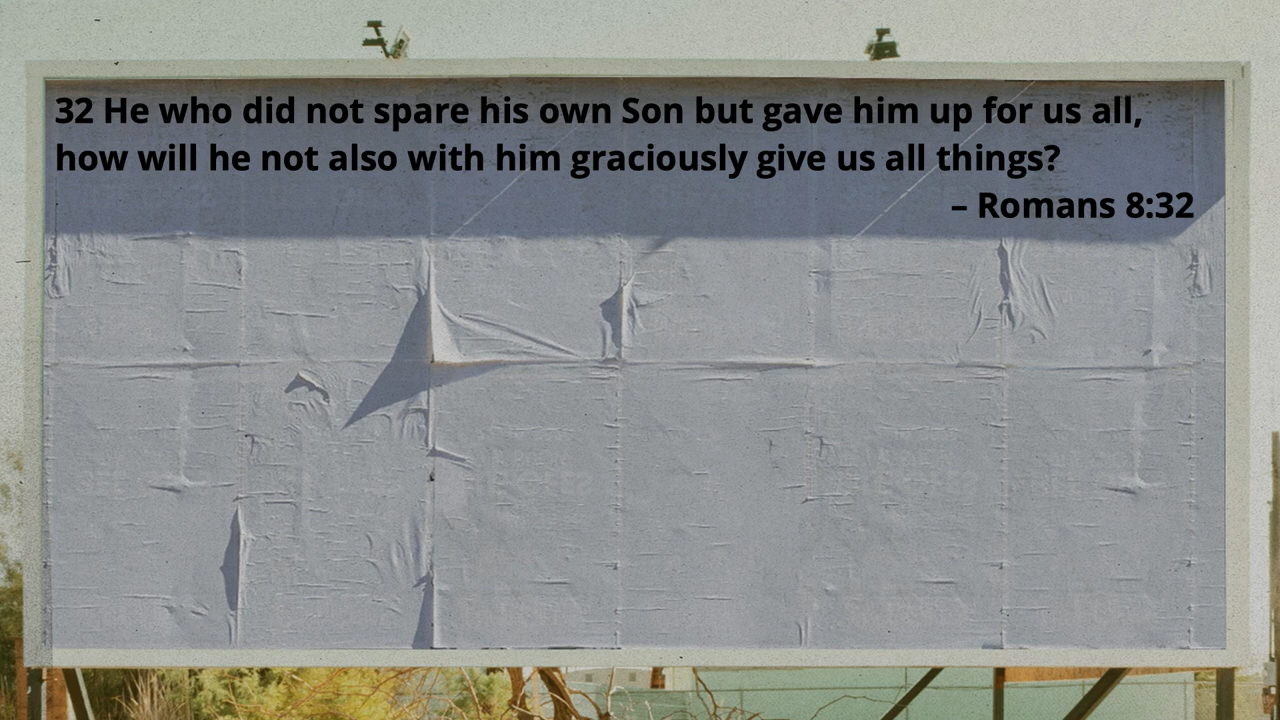 32 He who did not spare his own Son but gave him up for us all,
how will he not also with him graciously give us all things?
– Romans 8:32